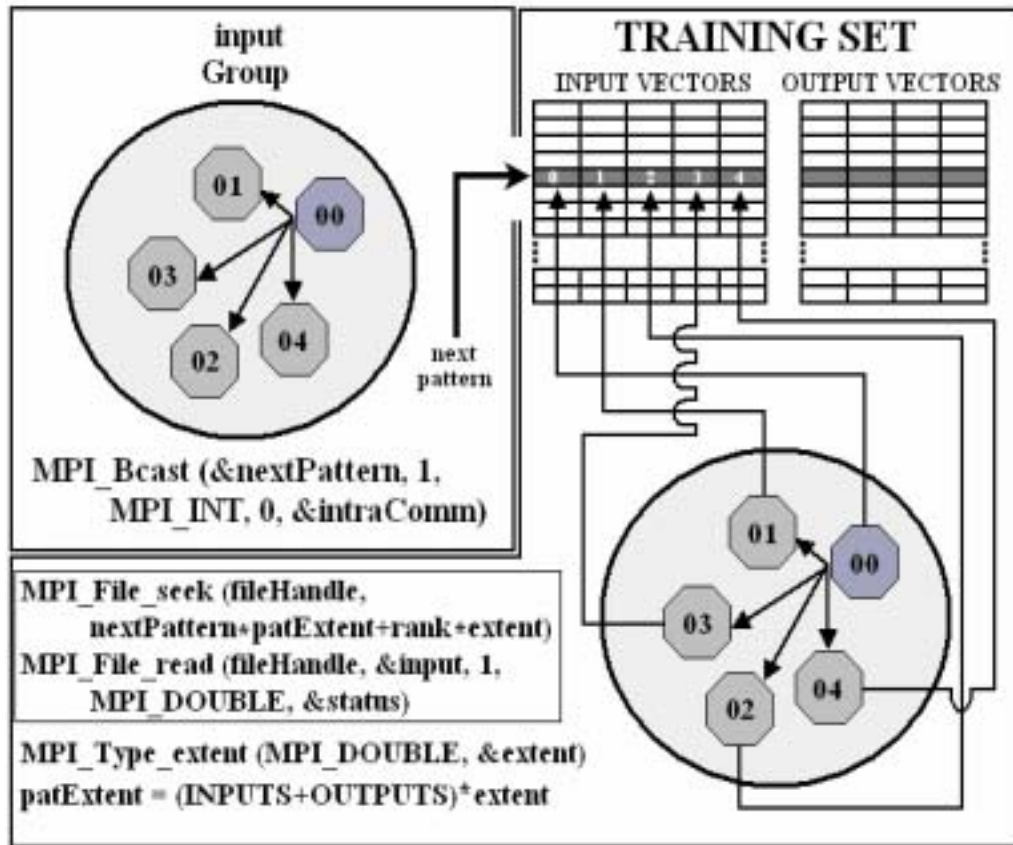 input
Group
01
00
03
02
04
MPI_Bcast (&nextPattern, 1,
MPI_INT, 0, &intraComm)
next
pattern
TRAINING SET
INPUT VECTORS
OUTPUT VECTORS
0 1 2 3 4
01
00
03
02
04
MPI_File_seek (fileHandle,
nextPattern*patExtent+rank*extent)
MPI_File_read (fileHandle, &input, 1,
MPI_DOUBLE, &status)
MPI_Type_extent (MPI_DOUBLE, &extent)
patExtent = (INPUTS+OUTPUTS)*extent